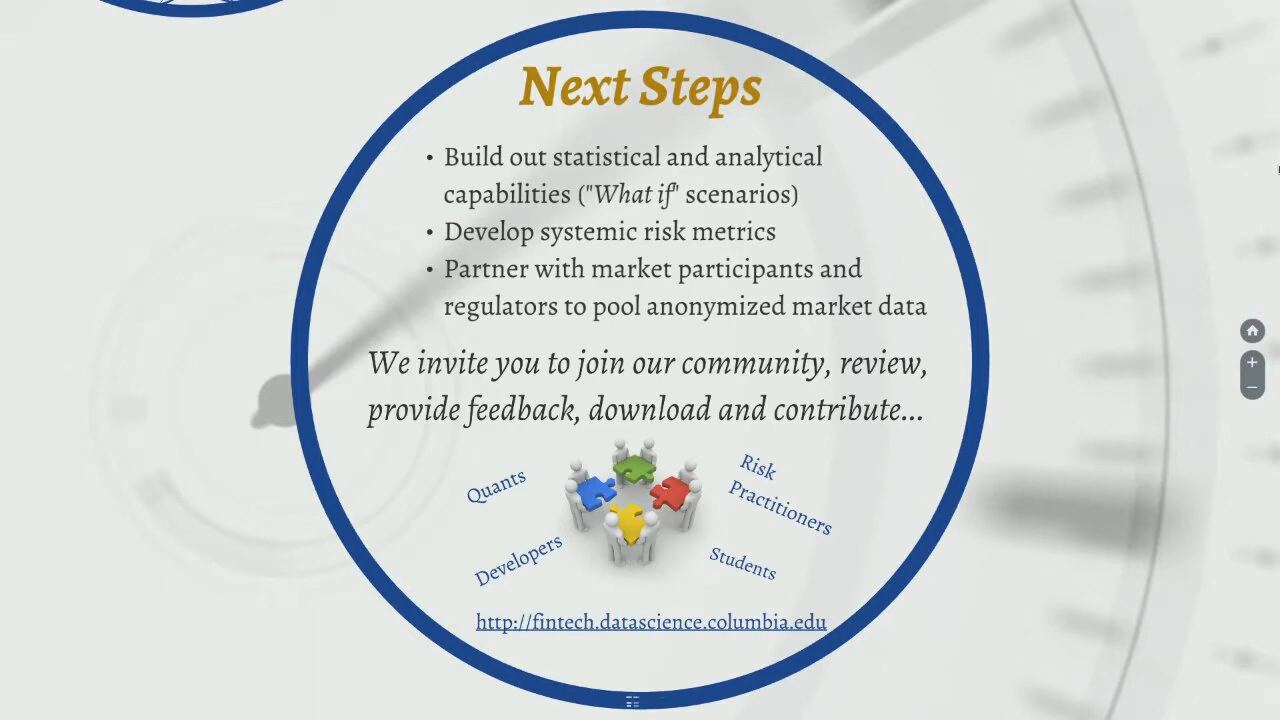 Next Steps
• Build out statistical and analytical
capabilities ("What if" scenarios)
• Develop systemic risk metrics
• Partner with market participants and
regulators to pool anonymized market data
We invite you to join our community, review,
provide feedback, download and contribute...
Quants
Risk
Practitioners
Developers
Students
http://fintech.datascience.columbia.edu